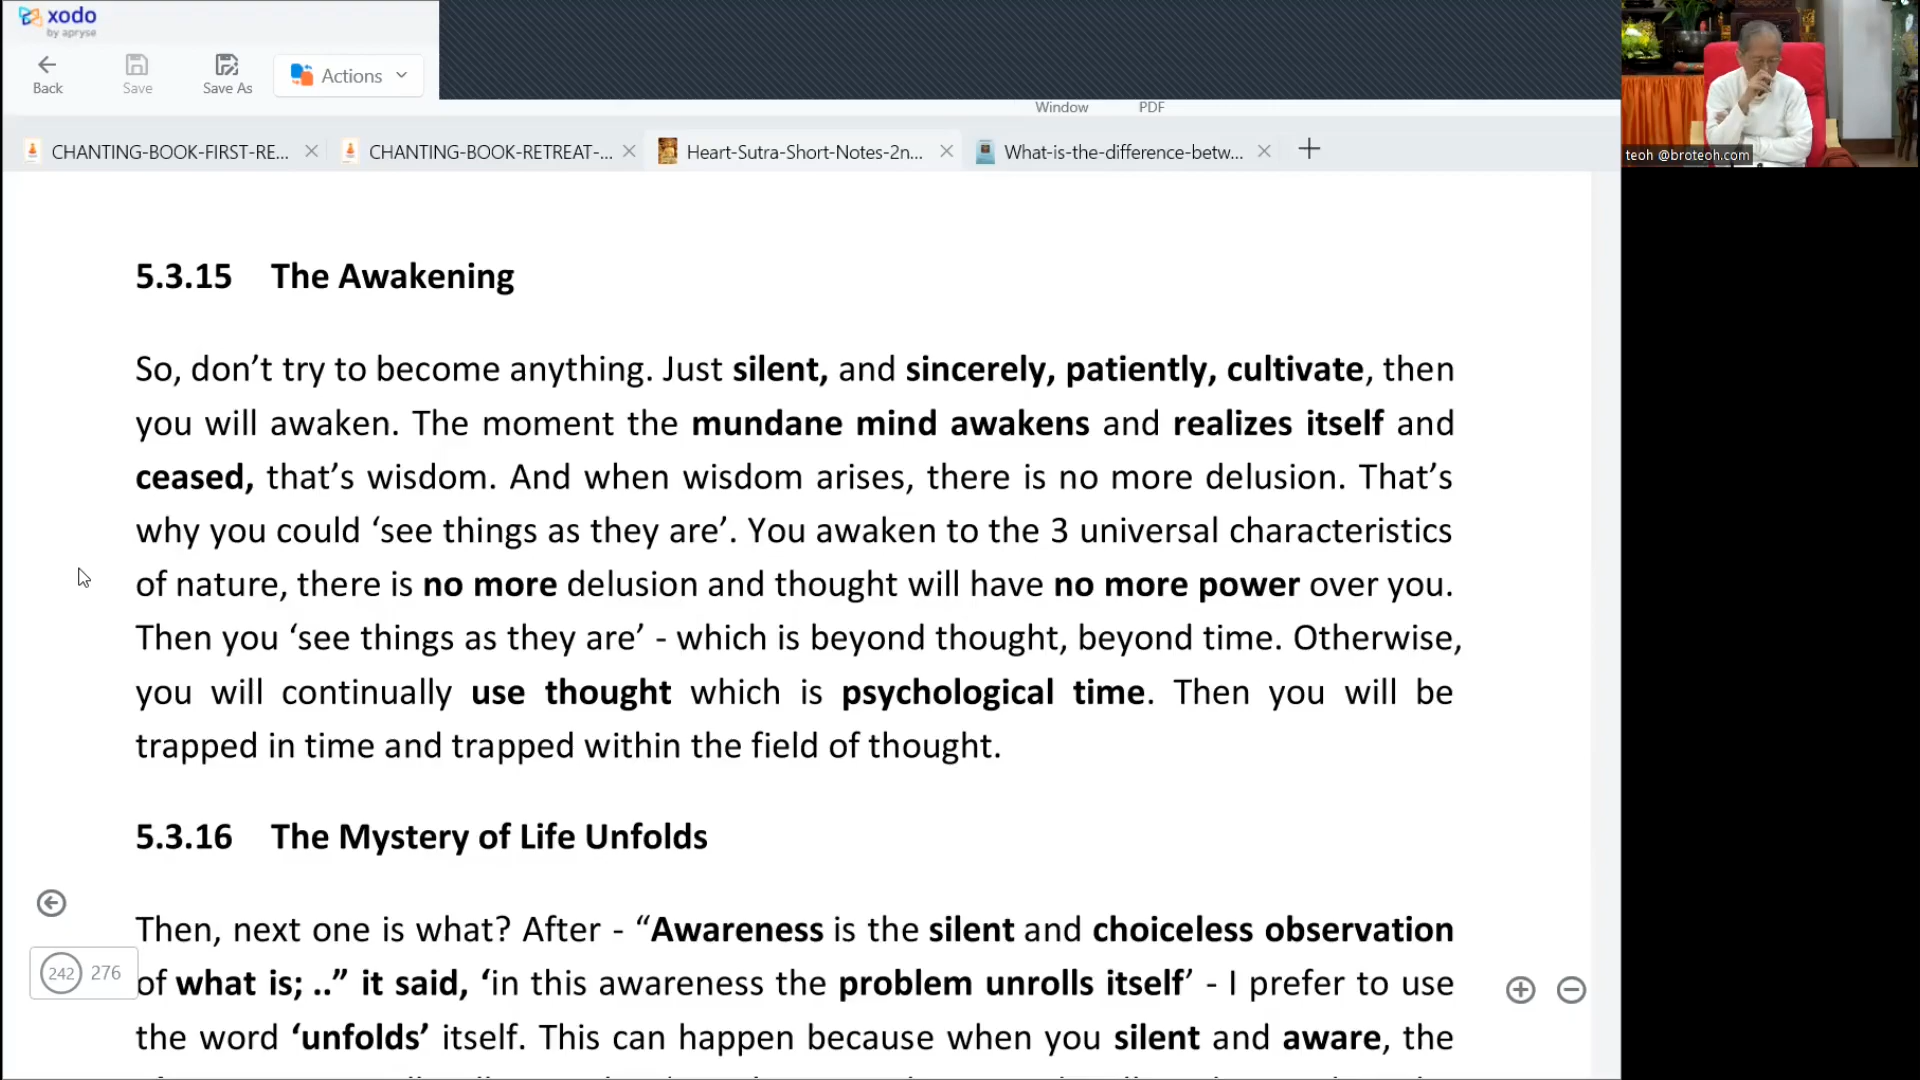 xodo
by apryse
Back
Save
Save As
Actions
Window
PDF
CHANTING-BOOK-FIRST-RE...
CHANTING-BOOK-RETREAT-...
Heart-Sutra-Short-Notes-2n...
What-is-the-difference-betw...
teoh @broteoh.com
5.3.15 The Awakening
So, don’t try to become anything. Just silent, and sincerely, patiently, cultivate, then
you will awaken. The moment the mundane mind awakens and realizes itself and
ceased, that’s wisdom. And when wisdom arises, there is no more delusion. That’s
why you could ‘see things as they are’. You awaken to the 3 universal characteristics
of nature, there is no more delusion and thought will have no more power over you.
Then you ‘see things as they are’ - which is beyond thought, beyond time. Otherwise,
you will continually use thought which is psychological time. Then you will be
trapped in time and trapped within the field of thought.
5.3.16 The Mystery of Life Unfolds
Then, next one is what? After - “Awareness is the silent and choiceless observation
of what is; ..” it said, ‘in this awareness the problem unrolls itself’ - I prefer to use
the word ‘unfolds’ itself. This can happen because when you silent and aware, the
242 276